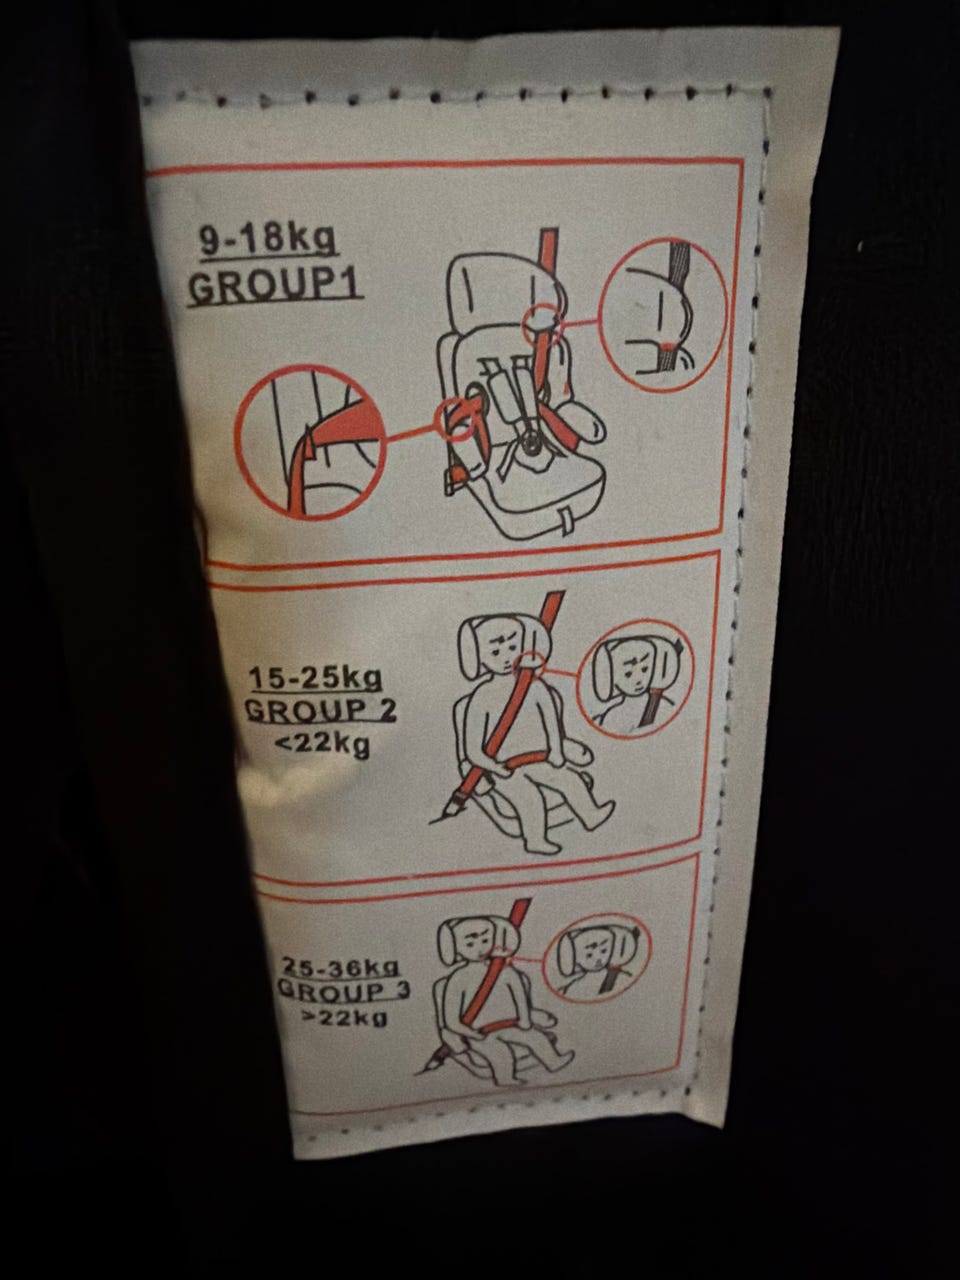 9-18kg
GROUP1
15-25kg
GROUP 2
<22kg
25-36kg
GROUP 3
>22kg